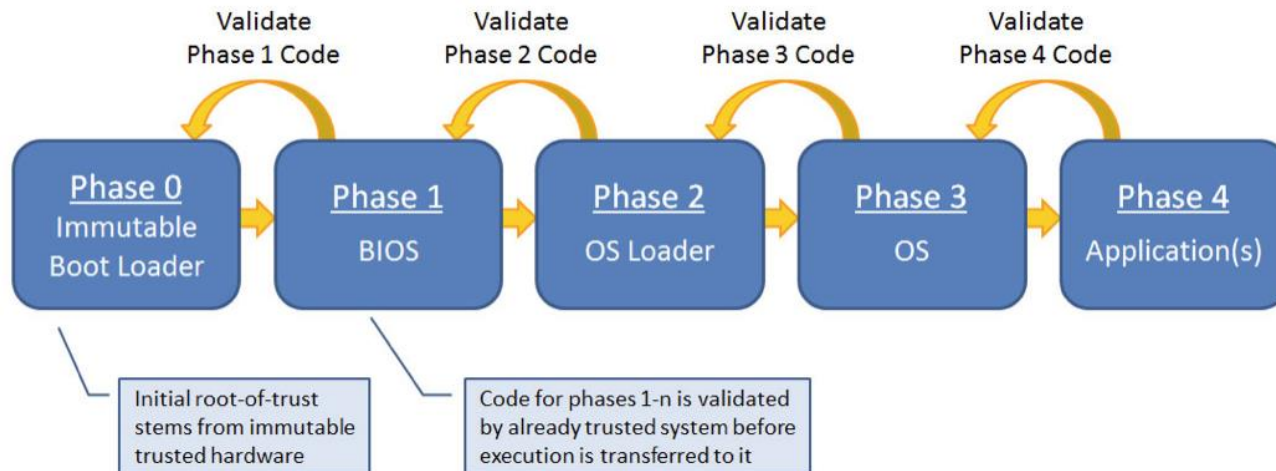 Validate
Phase 1 Code
Validate
Phase 2 Code
Validate
Phase 3 Code
Validate
Phase 4 Code
Phase 0
Immutable
Boot Loader
Phase 1
BIOS
Phase 2
OS Loader
Phase 3
OS
Phase 4
Application(s)
Initial root-of-trust
stems from immutable
trusted hardware
Code for phases 1-n is validated
by already trusted system before
execution is transferred to it